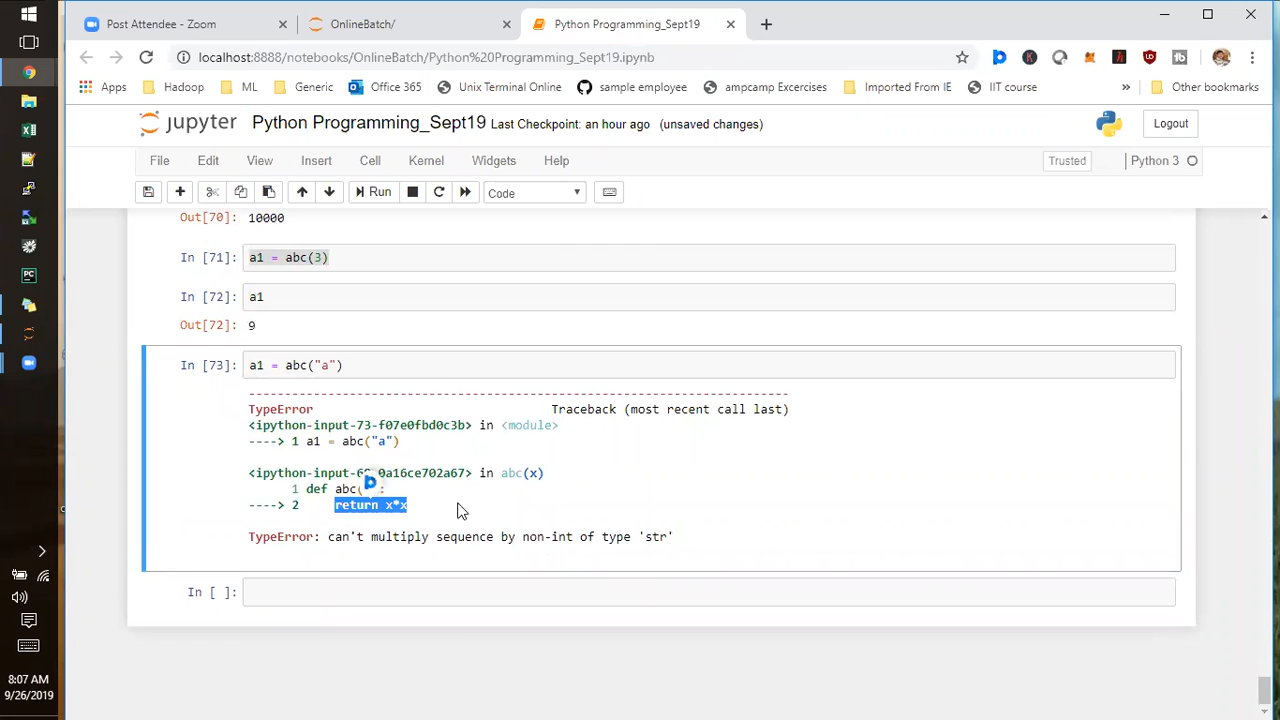 Post Attendee - Zoom
OnlineBatch/
Python Programming_Sept19
localhost:8888/notebooks/OnlineBatch/Python%20Programming_Sept19.ipynb
Apps
Hadoop
ML
Generic
Office 365
Unix Terminal Online
sample employee
ampcamp Excercises
Imported From IE
IIT course
»
Other bookmarks
jupyter
Python Programming_Sept19 Last Checkpoint: an hour ago (unsaved changes)
Logout
File Edit View Insert Cell Kernel Widgets Help
Trusted
Python 3
Run
Code
Out[70]: 10000
In [71]: a1 = abc(3)
In [72]: a1
Out[72]: 9
In [73]: a1 = abc("a")
---------------------------------------------------------------------------
TypeError Traceback (most recent call last)
<ipython-input-73-f07e0fbd0c3b> in <module>
----> 1 a1 = abc("a")
<ipython-input-6 0a16ce702a67> in abc(x)
1 def abc( :
----> 2 return x*x
TypeError: can't multiply sequence by non-int of type 'str'
In [ ]:
8:07 AM
9/26/2019